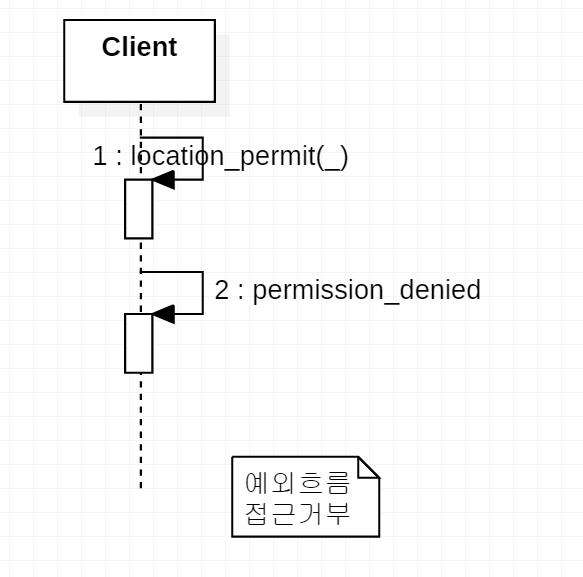 Client
1 : location_permit(_)
2 : permission_denied
예외흐름
접근거부